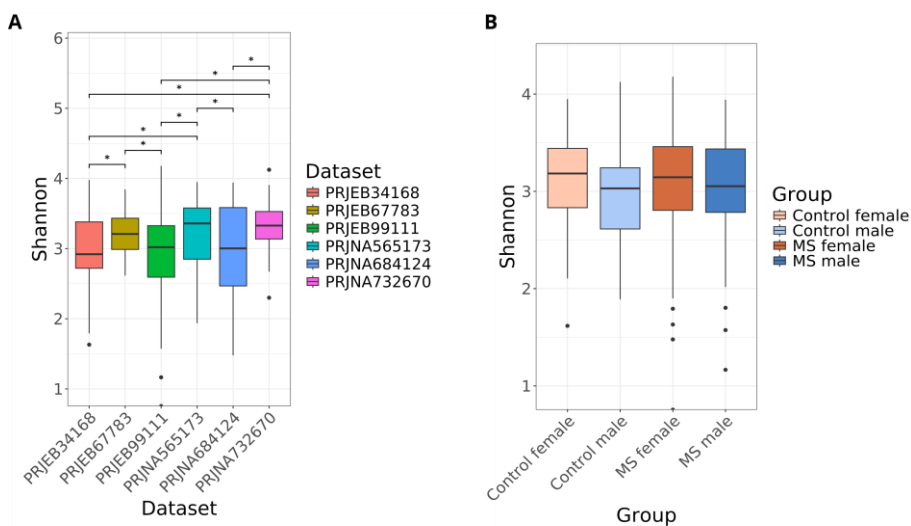 A
6
5
4
3
2
1
Shannon
*
*
*
*
*
*
*
*
PRJEB34168
PRJEB67783
PRJEB99111
PRJNA565173
PRJNA684124
PRJNA732670
Dataset
Dataset
PRJEB34168
PRJEB67783
PRJEB99111
PRJNA565173
PRJNA684124
PRJNA732670
B
4
3
2
1
Shannon
Control female
Control male
MS female
MS male
Group
Group
Control female
Control male
MS female
MS male